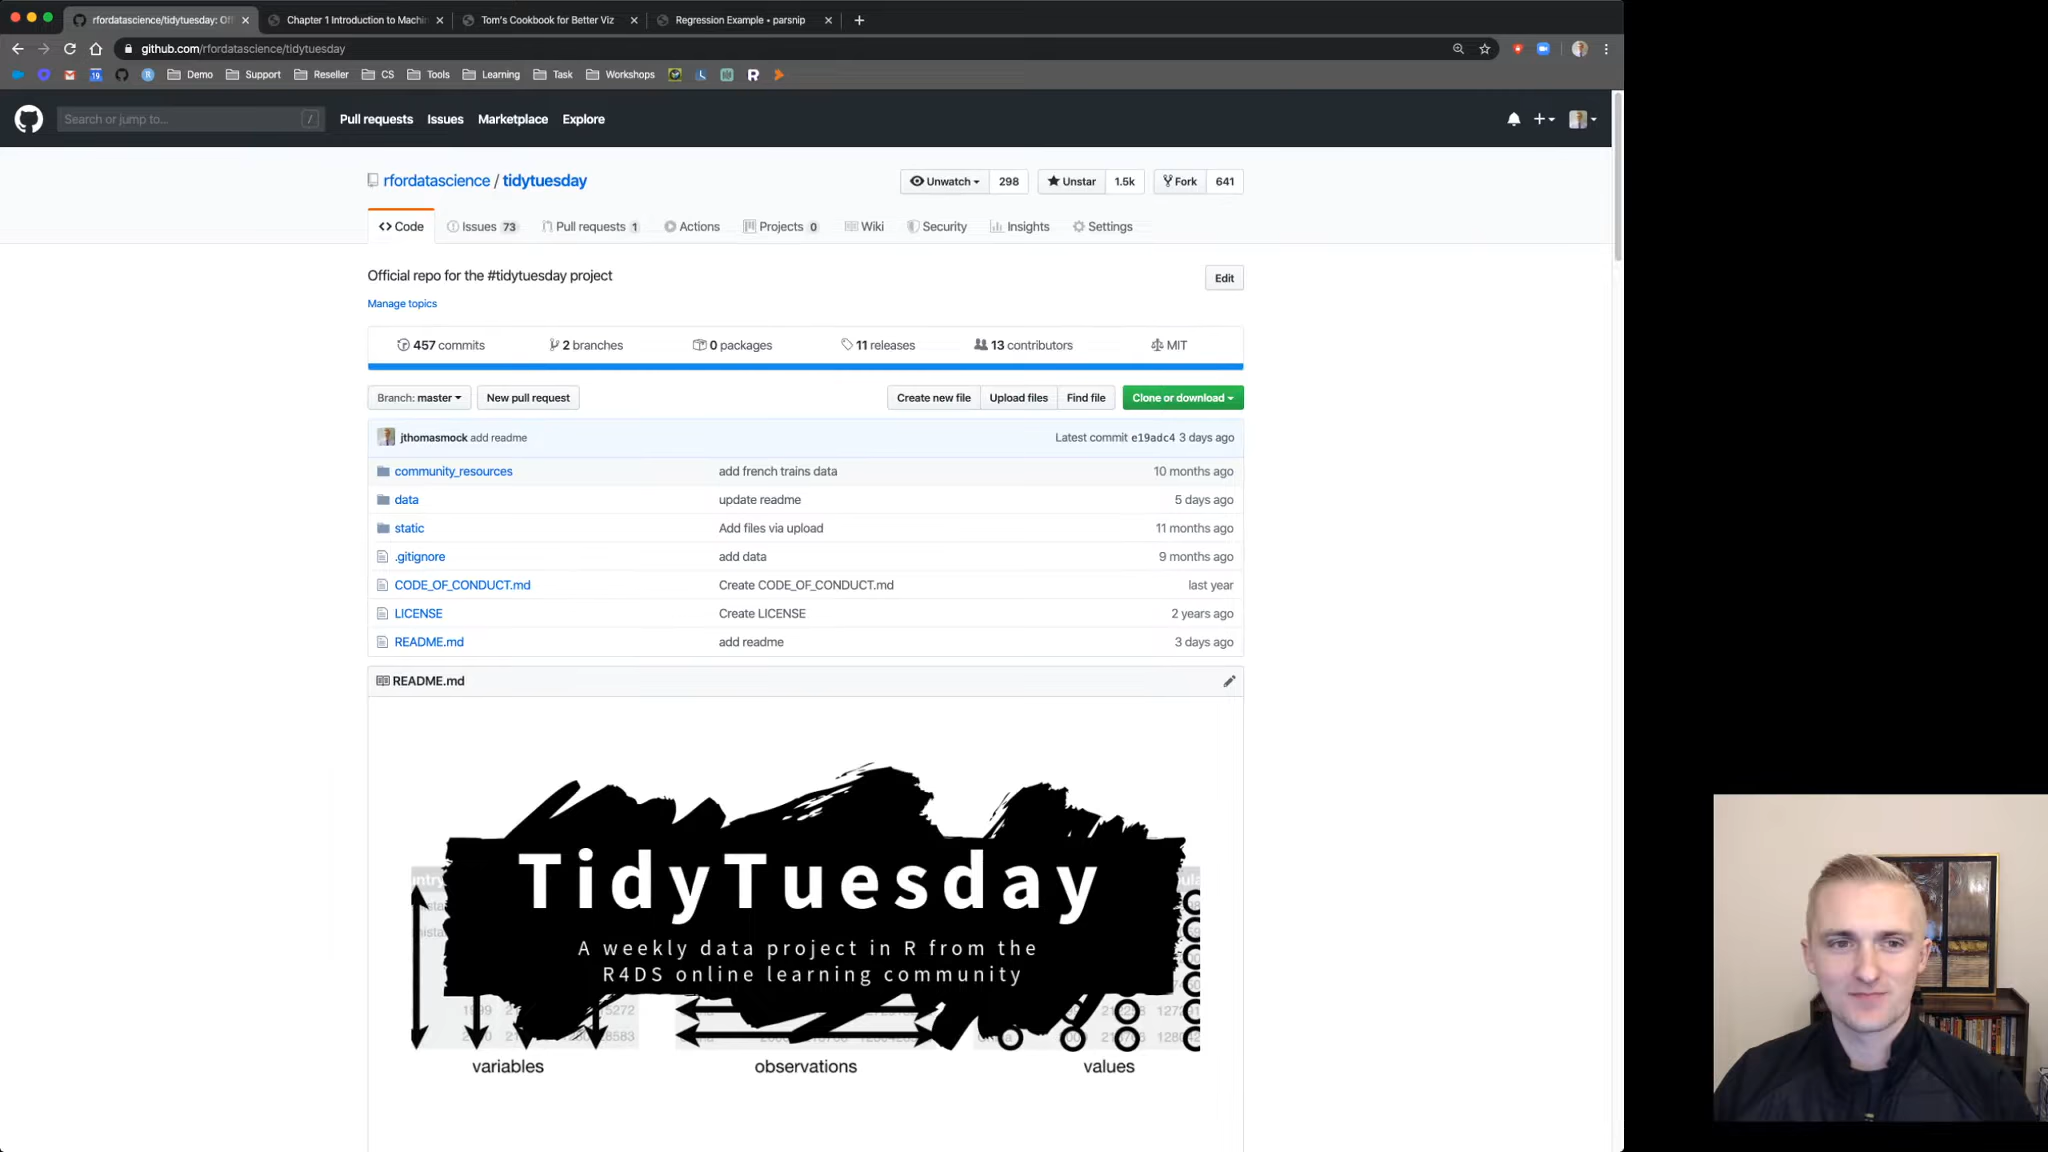 rfordatascience/tidytuesday: Of
Chapter 1 Introduction to Machin
Tom's Cookbook for Better Viz
Regression Example • parsnip
github.com/rfordatascience/tidytuesday
19
Demo
Support
Reseller
CS
Tools
Learning
Task
Workshops
L
R
Search or jump to...
/
Pull requests
Issues
Marketplace
Explore
rfordatascience / tidytuesday
Unwatch
298
Unstar
1.5k
Fork
641
Code
Issues 73
Pull requests 1
Actions
Projects 0
Wiki
Security
Insights
Settings
Official repo for the #tidytuesday project
Edit
Manage topics
457 commits
2 branches
0 packages
11 releases
13 contributors
MIT
Branch: master
New pull request
Create new file
Upload files
Find file
Clone or download
jthomasmock add readme
Latest commit e19adc4 3 days ago
community_resources
add french trains data
10 months ago
data
update readme
5 days ago
static
Add files via upload
11 months ago
.gitignore
add data
9 months ago
CODE_OF_CONDUCT.md
Create CODE_OF_CONDUCT.md
last year
LICENSE
Create LICENSE
2 years ago
README.md
add readme
3 days ago
README.md
TidyTuesday
A weekly data project in R from the
R4DS online learning community
variables
observations
values